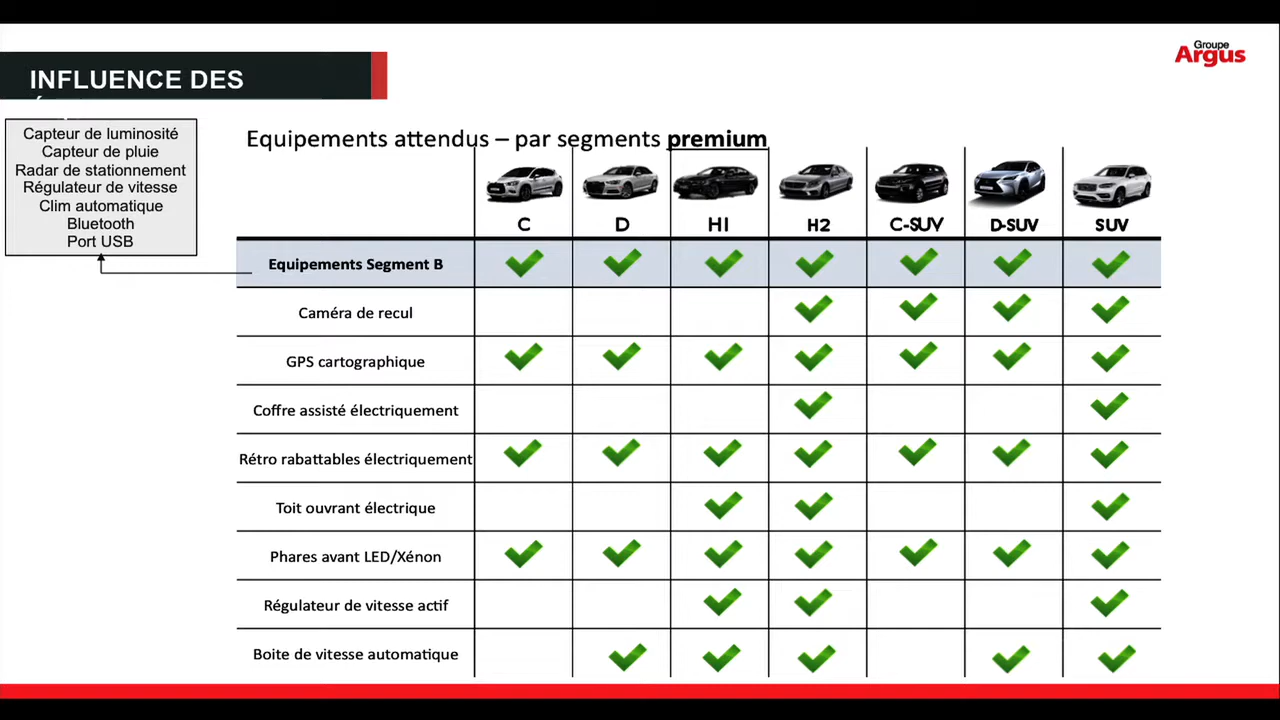 Groupe
Argus
INFLUENCE DES
Capteur de luminosité
Capteur de pluie
Radar de stationnement
Régulateur de vitesse
Clim automatique
Bluetooth
Port USB
Equipements attendus – par segments premium
C D H1 H2 C-SUV D-SUV SUV
Equipements Segment B
Caméra de recul
GPS cartographique
Coffre assisté électriquement
Rétro rabattables électriquement
Toit ouvrant électrique
Phares avant LED/Xénon
Régulateur de vitesse actif
Boite de vitesse automatique